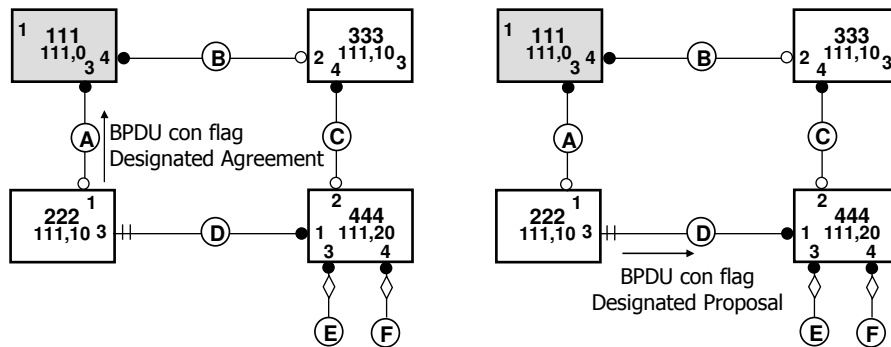 1
111
111,0
3
4
B
333
111,10
2
3
4
A
BPDU con flag
Designated Agreement
C
1
222
111,10
3
D
2
444
111,20
1
3
4
E
F
1
111
111,0
3
4
B
333
111,10
2
3
4
A
C
1
222
111,10
3
D
2
444
111,20
1
3
4
BPDU con flag
Designated Proposal
E
F